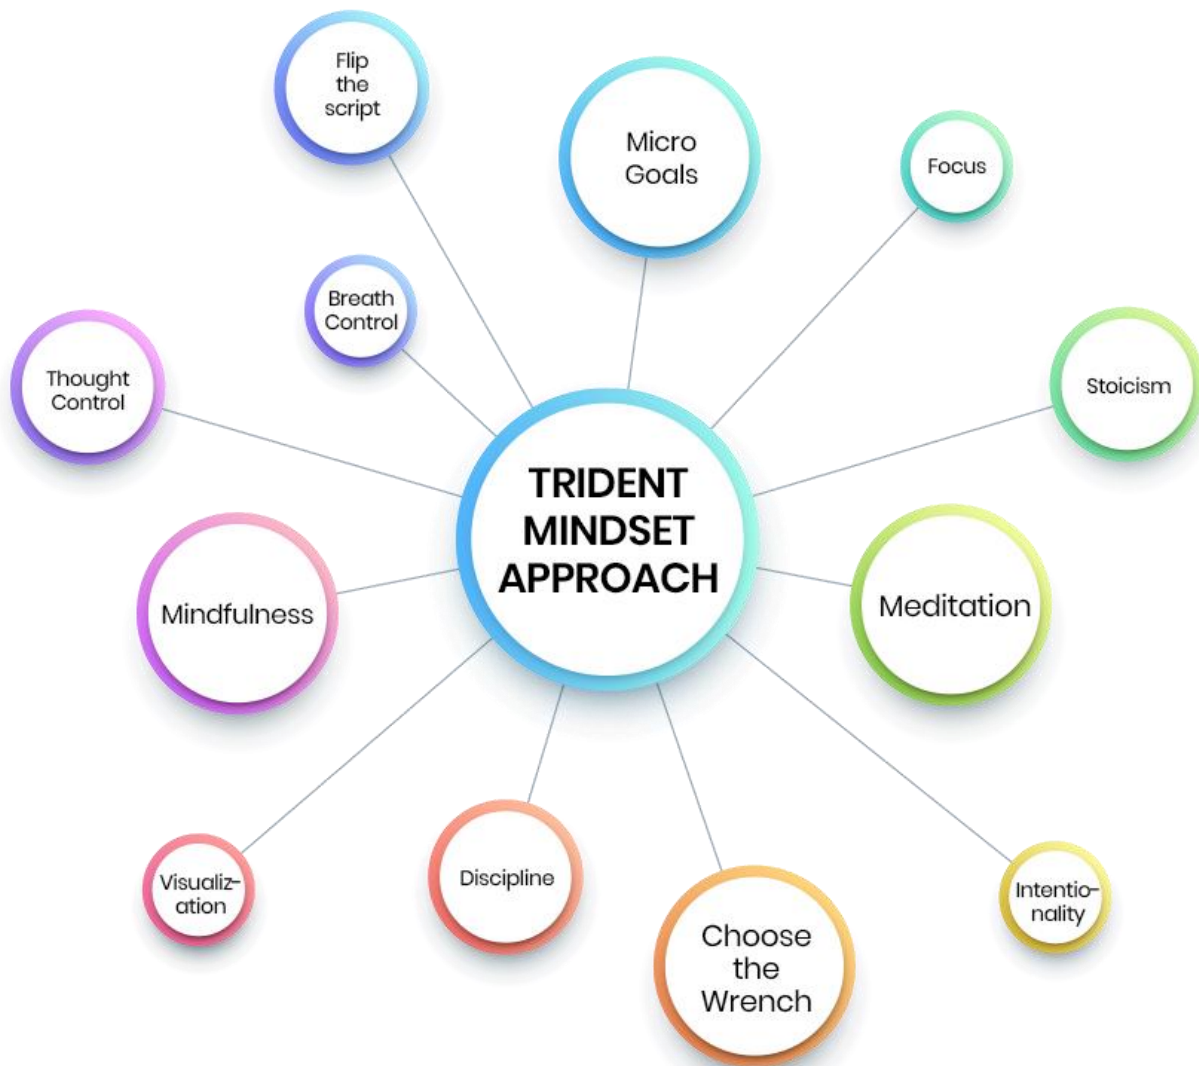 Flip
the
script
Micro
Goals
Focus
Breath
Control
Thought
Control
Stoicism
TRIDENT
MINDSET
APPROACH
Mindfulness
Meditation
Visualiz-
ation
Discipline
Choose
the
Wrench
Intentio-
nality